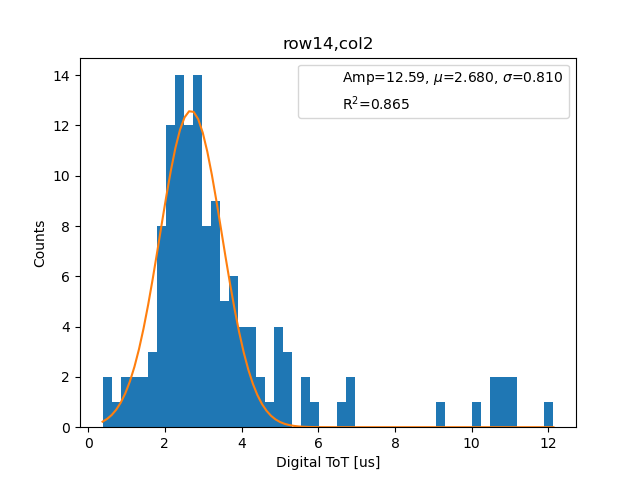 row14,col2
Amp=12.59, μ=2.680, σ=0.810
R²=0.865
14
12
10
8
6
4
2
0
Counts
0 2 4 6 8 10 12
Digital ToT [us]